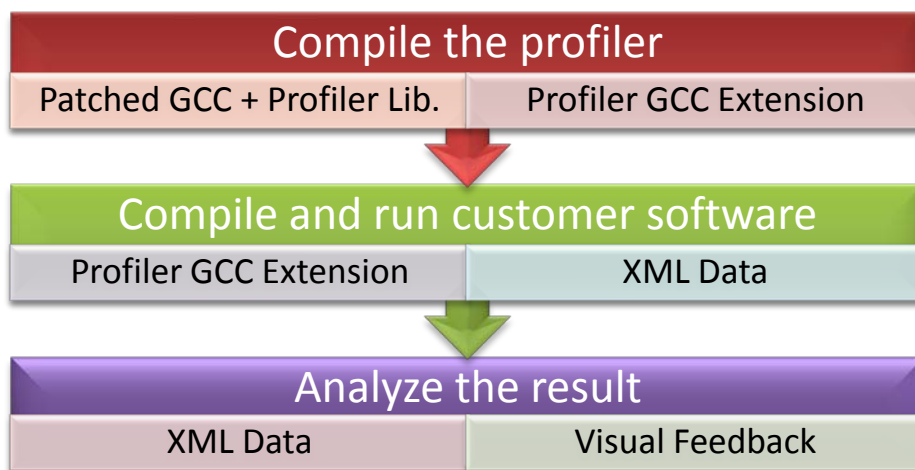 Compile the profiler
Patched GCC + Profiler Lib.
Profiler GCC Extension
Compile and run customer software
Profiler GCC Extension
XML Data
Analyze the result
XML Data
Visual Feedback